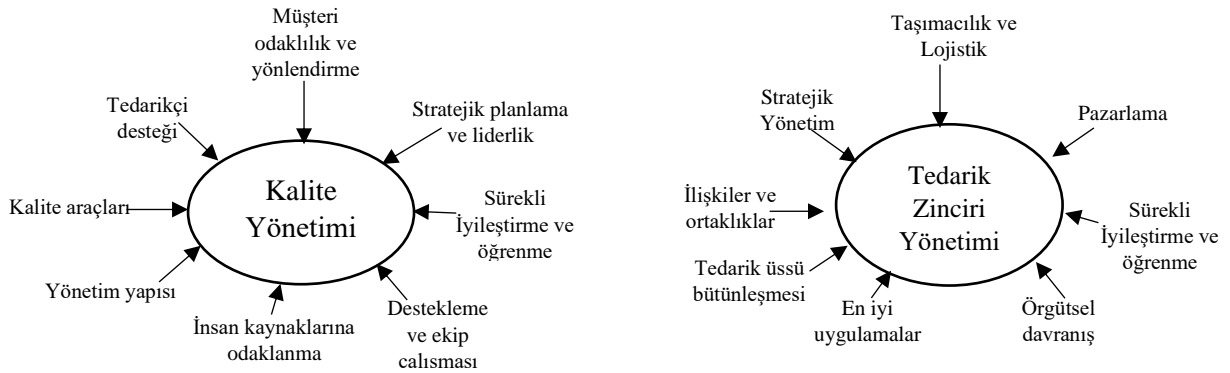 Müşteri
odaklılık ve
yönlendirme
Tedarikçi
desteği
Stratejik planlama
ve liderlik
Kalite
Yönetimi
Kalite araçları
Sürekli
İyileştirme ve
öğrenme
Yönetim yapısı
İnsan kaynaklarına
odaklanma
Destekleme
ve ekip
çalısması
Taşımacılık ve
Lojistik
Stratejik
Yönetim
Pazarlama
Tedarik
Zinciri
Yönetimi
İlişkiler ve
ortaklıklar
Sürekli
İyileştirme ve
öğrenme
Tedarik üssü
bütünleşmesi
En iyi
uygulamalar
Örgütsel
davranış